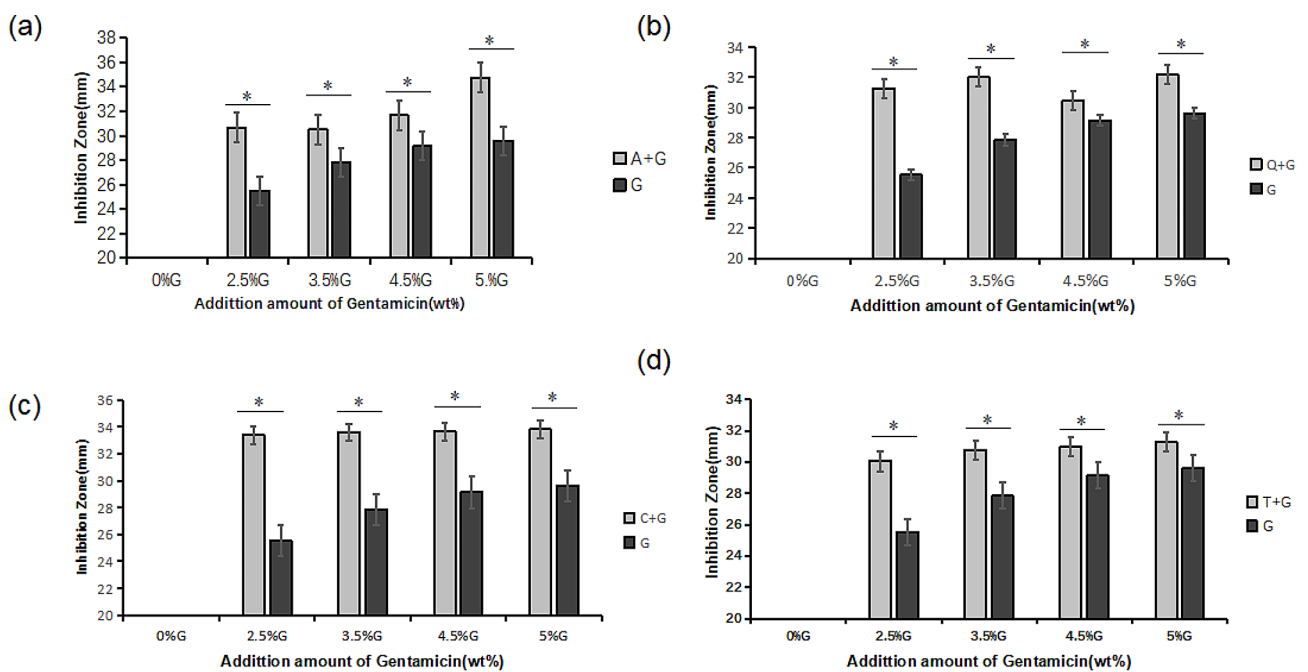 (a)
38
36
34
32
30
28
26
24
22
20
Inhibition Zone(mm)
* * * *
A+G
G
0%G 2.5%G 3.5%G 4.5%G 5.%G
Addittion amount of Gentamicin(wt%)
(b)
34
32
30
28
26
24
22
20
Inhibition Zone(mm)
* * * *
Q+G
G
0%G 2.5%G 3.5%G 4.5%G 5%G
Addittion amount of Gentamicin(wt%)
(c)
36
34
32
30
28
26
24
22
20
Inhibition Zone(mm)
* * * *
C+G
G
0%G 2.5%G 3.5%G 4.5%G 5%G
Addittion amount of Gentamicin(wt%)
(d)
34
32
30
28
26
24
22
20
Inhibition Zone(mm)
* * * *
T+G
G
0%G 2.5%G 3.5%G 4.5%G 5%G
Addittion amount of Gentamicin(wt%)